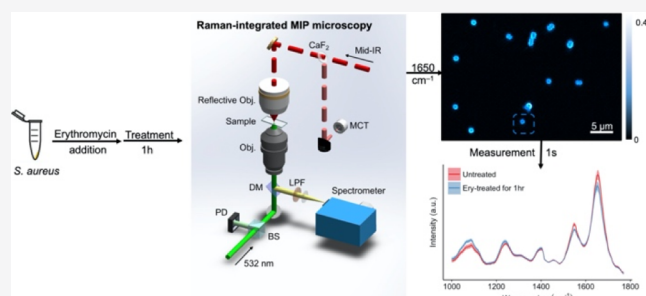 Raman-integrated MIP microscopy
CaF2
Mid-IR
Reflective Obj.
Sample
MCT
Obj.
DM
LPF
Spectrometer
PD
BS
532 nm
Erythromycin
addition
Treatment
1h
S. aureus
1650
cm⁻¹
0.4
0
5 μm
Measurement
1s
Untreated
Ery-treated for 1hr
Intensity (a.u.)
1000
1200
1400
1600
1800